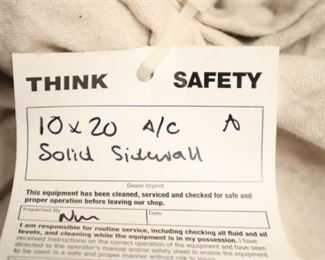 THINK SAFETY
10x20 A/C A
Solid Sidewall
Dealer Imprint
This equipment has been cleaned, serviced and checked for safe and
proper operation before leaving our shop.
Inspected By
Date
I am responsible for routine service, including checking all fluid and oil
levels, and cleaning while the equipment is in my possession. I have
received instructions on the correct operation of the equipment and have been
directed to the operator's manual and/or safety sheet to enable the equipment
to be used in a safe and proper manner without risk to